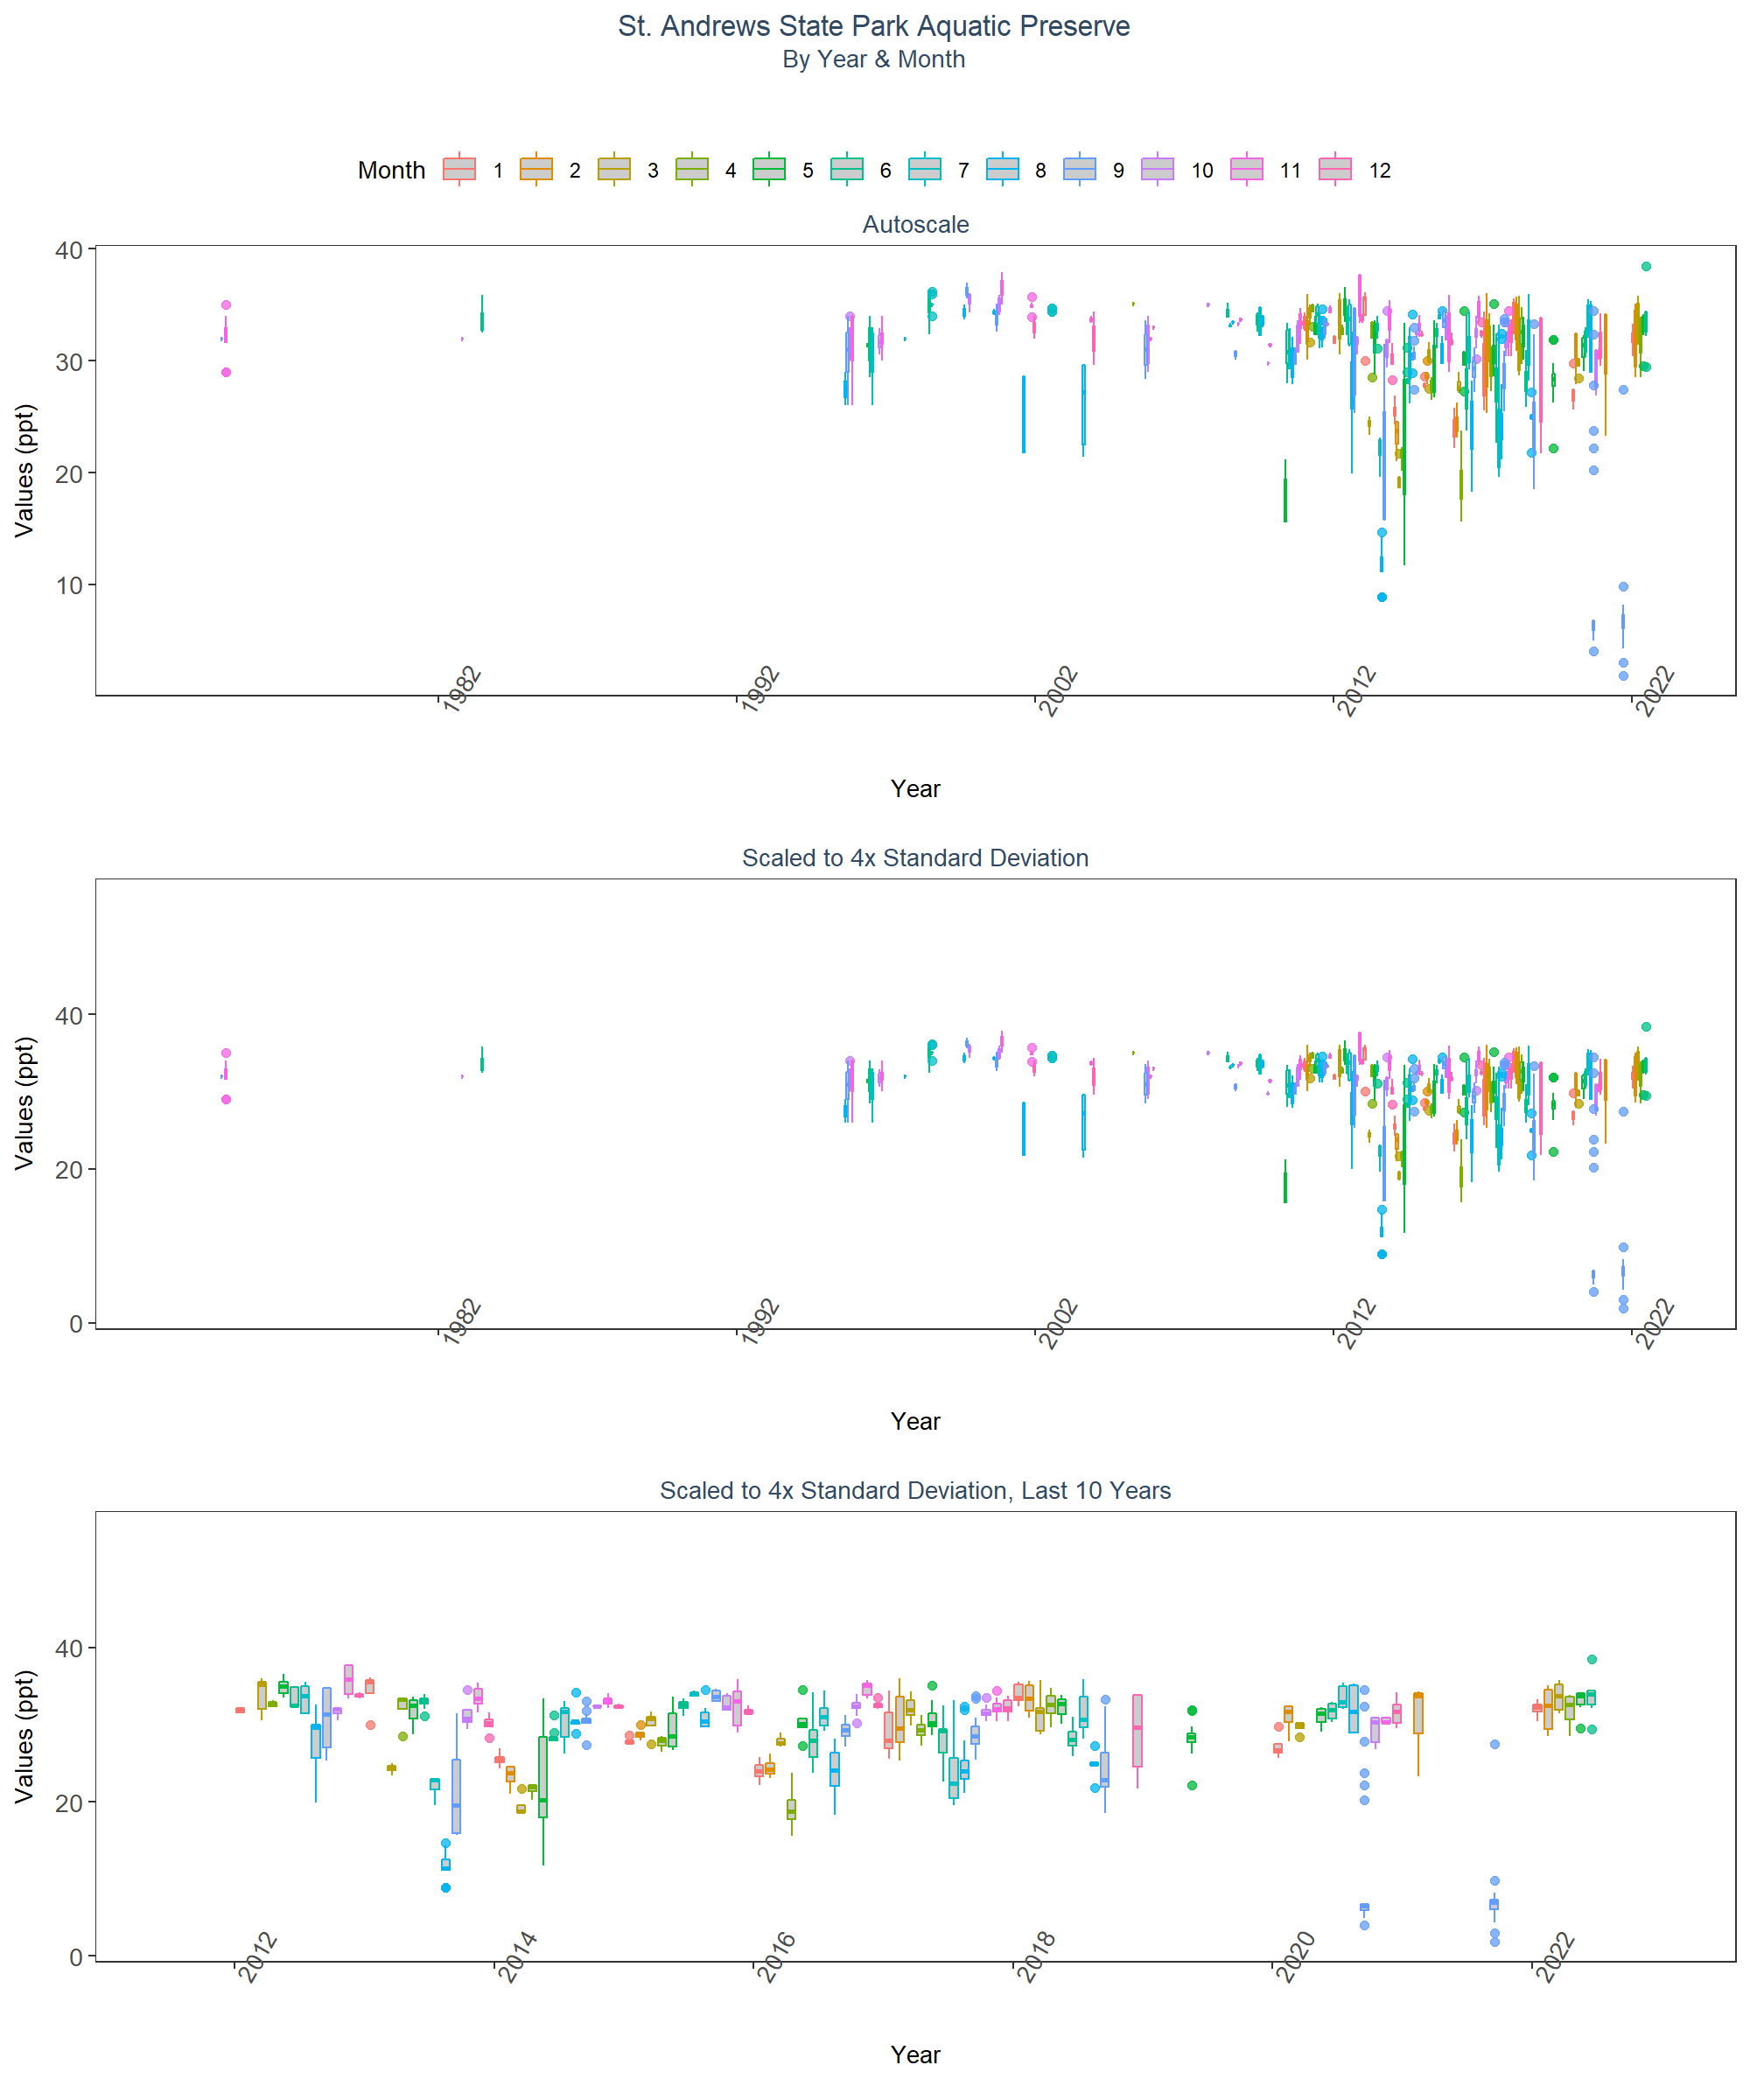 St. Andrews State Park Aquatic Preserve
By Year & Month
Month 1 2 3 4 5 6 7 8 9 10 11 12
Autoscale
40
30
20
10
Values (ppt)
1982 1992 2002 2012 2022
Year
Scaled to 4x Standard Deviation
40
20
0
Values (ppt)
1982 1992 2002 2012 2022
Year
Scaled to 4x Standard Deviation, Last 10 Years
40
20
0
Values (ppt)
2012 2014 2016 2018 2020 2022
Year